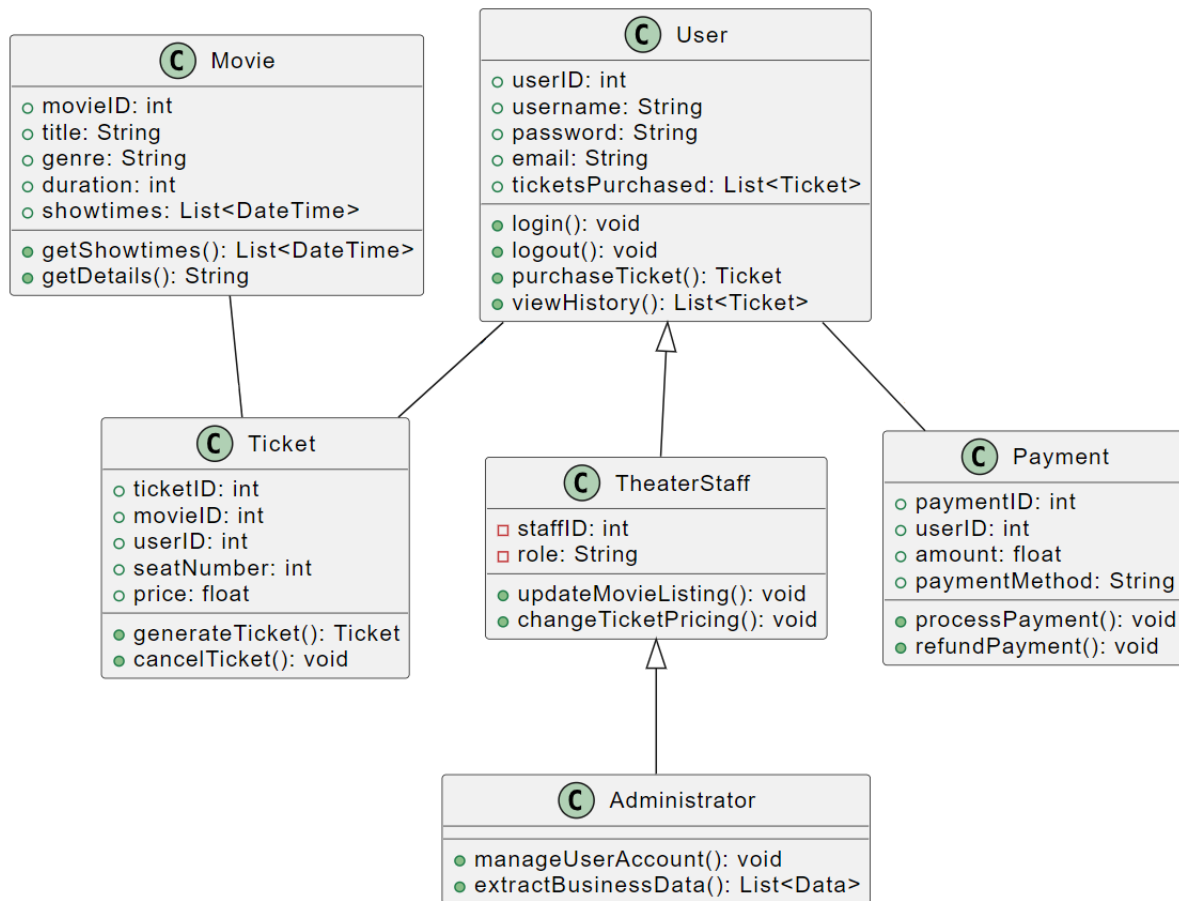 C Movie
movieID: int
title: String
genre: String
duration: int
showtimes: List<DateTime>
getShowtimes(): List<DateTime>
getDetails(): String
C User
userID: int
username: String
password: String
email: String
ticketsPurchased: List<Ticket>
login(): void
logout(): void
purchaseTicket(): Ticket
viewHistory(): List<Ticket>
C Ticket
ticketID: int
movieID: int
userID: int
seatNumber: int
price: float
generateTicket(): Ticket
cancelTicket(): void
C TheaterStaff
staffID: int
role: String
updateMovieListing(): void
changeTicketPricing(): void
C Payment
paymentID: int
userID: int
amount: float
paymentMethod: String
processPayment(): void
refundPayment(): void
C Administrator
manageUserAccount(): void
extractBusinessData(): List<Data>